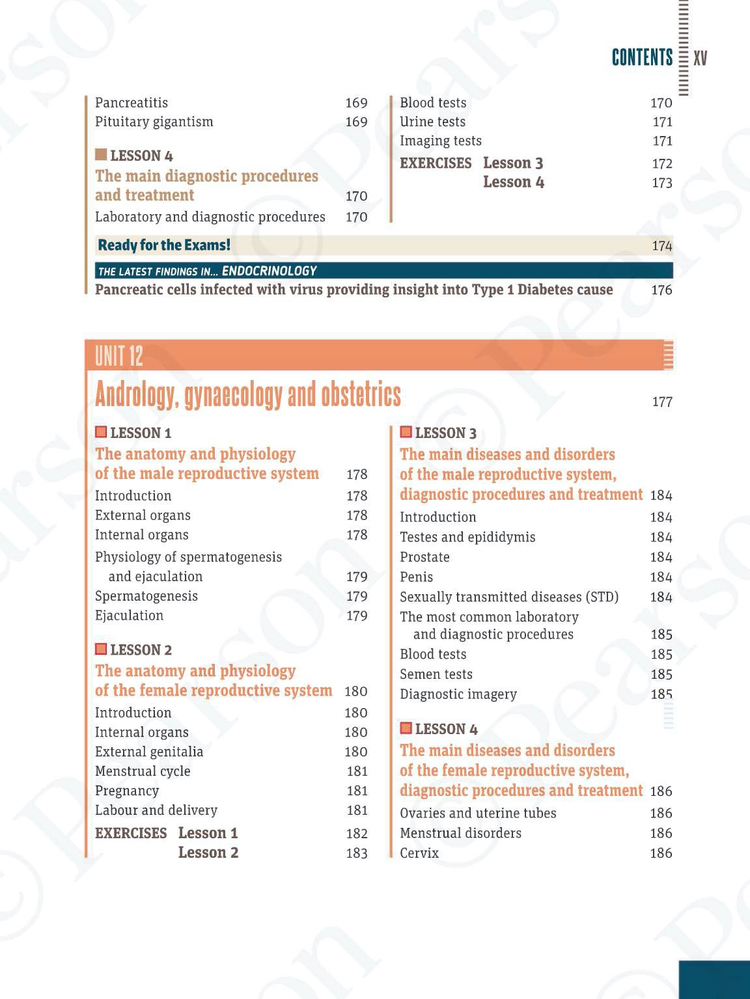 CONTENTS XV
Pancreatitis 169
Pituitary gigantism 169
LESSON 4
The main diagnostic procedures
and treatment 170
Laboratory and diagnostic procedures 170
Blood tests 170
Urine tests 171
Imaging tests 171
EXERCISES Lesson 3 172
Lesson 4 173
Ready for the Exams! 174
THE LATEST FINDINGS IN... ENDOCRINOLOGY
Pancreatic cells infected with virus providing insight into Type 1 Diabetes cause 176
UNIT 12
Andrology, gynaecology and obstetrics 177
LESSON 1
The anatomy and physiology
of the male reproductive system 178
Introduction 178
External organs 178
Internal organs 178
Physiology of spermatogenesis
and ejaculation 179
Spermatogenesis 179
Ejaculation 179
LESSON 2
The anatomy and physiology
of the female reproductive system 180
Introduction 180
Internal organs 180
External genitalia 180
Menstrual cycle 181
Pregnancy 181
Labour and delivery 181
EXERCISES Lesson 1 182
Lesson 2 183
LESSON 3
The main diseases and disorders
of the male reproductive system,
diagnostic procedures and treatment 184
Introduction 184
Testes and epididymis 184
Prostate 184
Penis 184
Sexually transmitted diseases (STD) 184
The most common laboratory
and diagnostic procedures 185
Blood tests 185
Semen tests 185
Diagnostic imagery 185
LESSON 4
The main diseases and disorders
of the female reproductive system,
diagnostic procedures and treatment 186
Ovaries and uterine tubes 186
Menstrual disorders 186
Cervix 186
© Pearson
© Pearson
© Pearson
© Pearson